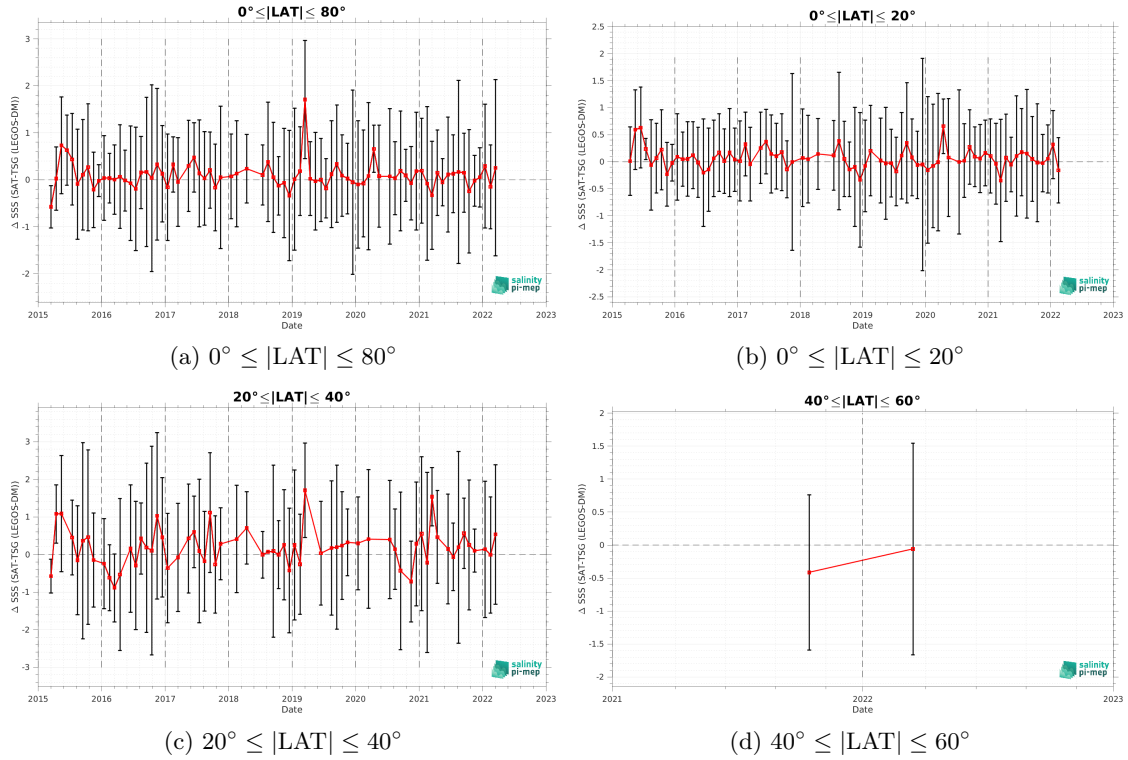 0°≤|LAT|≤ 80°
Δ SSS (SAT-TSG (LEGOS-DM))
3
2
1
0
-1
-2
2015 2016 2017 2018 2019 2020 2021 2022 2023
Date
salinity
pi-mep
(a) 0° ≤ |LAT| ≤ 80°
0°≤|LAT|≤ 20°
Δ SSS (SAT-TSG (LEGOS-DM))
2.5
2
1.5
1
0.5
0
-0.5
-1
-1.5
-2
-2.5
2015 2016 2017 2018 2019 2020 2021 2022 2023
Date
salinity
pi-mep
(b) 0° ≤ |LAT| ≤ 20°
20°≤|LAT|≤ 40°
Δ SSS (SAT-TSG (LEGOS-DM))
3
2
1
0
-1
-2
-3
2015 2016 2017 2018 2019 2020 2021 2022 2023
Date
salinity
pi-mep
(c) 20° ≤ |LAT| ≤ 40°
40°≤|LAT|≤ 60°
Δ SSS (SAT-TSG (LEGOS-DM))
2
1.5
1
0.5
0
-0.5
-1
-1.5
-2
2021 2022 2023
Date
salinity
pi-mep
(d) 40° ≤ |LAT| ≤ 60°